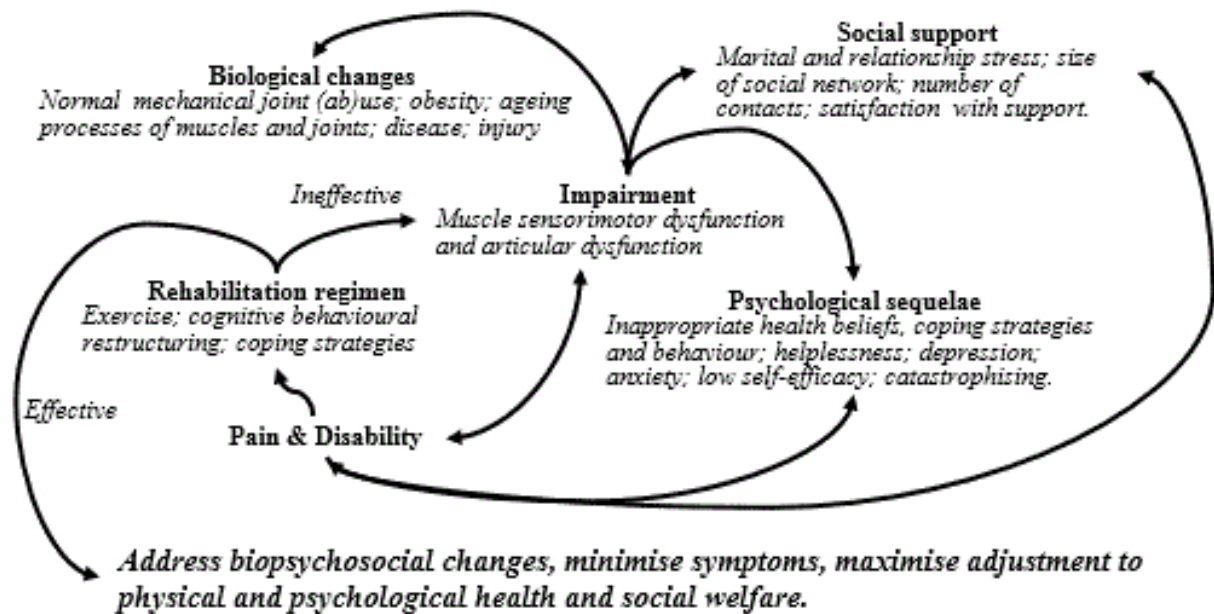 Social support
Marital and relationship stress; size
of social network; number of
contacts; satisfaction with support.
Biological changes
Normal mechanical joint (ab)use; obesity; ageing
processes of muscles and joints; disease; injury
Ineffective
Impairment
Muscle sensorimotor dysfunction
and articular dysfunction
Rehabilitation regimen
Exercise; cognitive behavioural
restructuring; coping strategies
Psychological sequelae
Inappropriate health beliefs, coping strategies
and behaviour; helplessness; depression;
anxiety; low self-efficacy; catastrophising.
Effective
Pain & Disability
Address biopsychosocial changes, minimise symptoms, maximise adjustment to
physical and psychological health and social welfare.